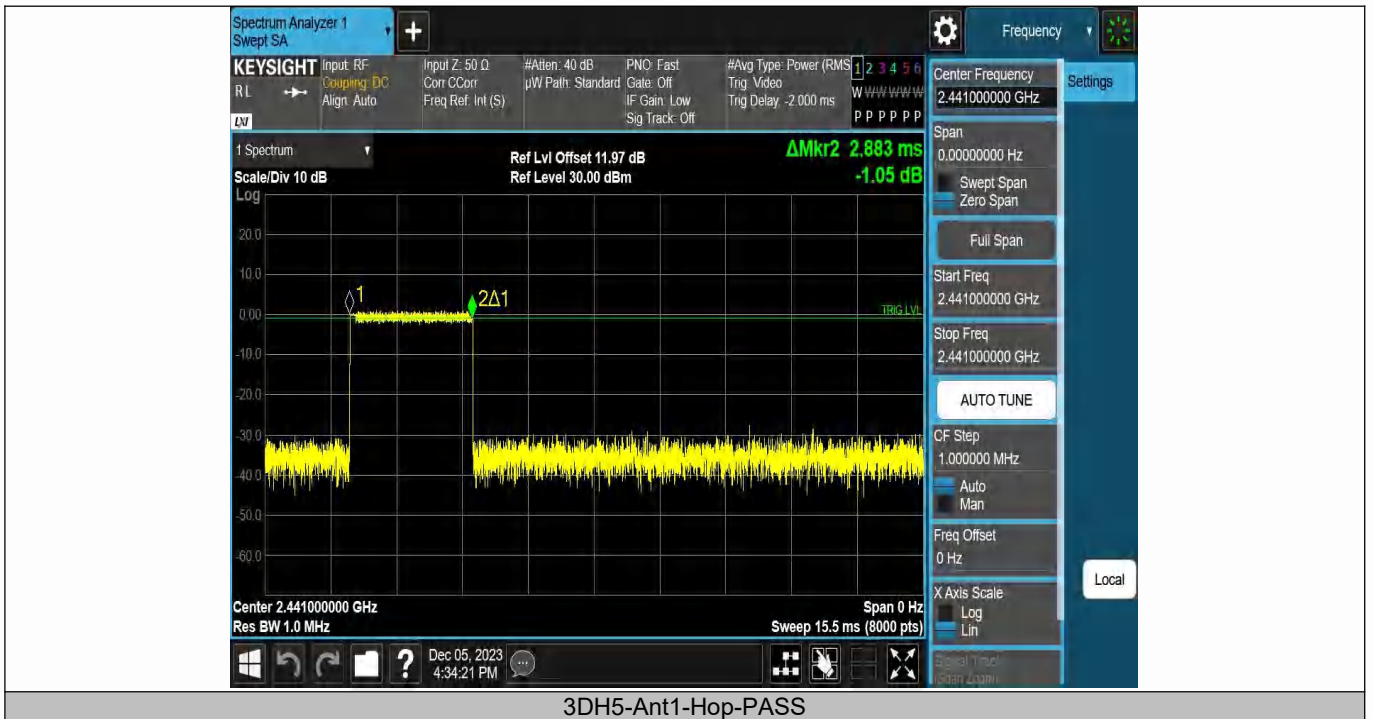 Spectrum Analyzer 1
Swept SA
+
Frequency
KEYSIGHT
RL
LXI
Input: RF
Coupling: DC
Align: Auto
Input Z: 50 Ω
Corr CCorr
Freq Ref: Int (S)
#Atten: 40 dB
µW Path: Standard
PNO: Fast
Gate: Off
IF Gain: Low
Sig Track: Off
#Avg Type: Power (RMS
Trig: Video
Trig Delay: -2.000 ms
1 2 3 4 5 6
W W W W W W
P P P P P P
1 Spectrum
Scale/Div 10 dB
Log
Ref Lvl Offset 11.97 dB
Ref Level 30.00 dBm
ΔMkr2 2.883 ms
-1.05 dB
20.0
10.0
0.00
-10.0
-20.0
-30.0
-40.0
-50.0
-60.0
1
2Δ1
TRIG LVL
Center 2.441000000 GHz
Res BW 1.0 MHz
Span 0 Hz
Sweep 15.5 ms (8000 pts)
Center Frequency
2.441000000 GHz
Settings
Span
0.00000000 Hz
Swept Span
Zero Span
Full Span
Start Freq
2.441000000 GHz
Stop Freq
2.441000000 GHz
AUTO TUNE
CF Step
1.000000 MHz
Auto
Man
Freq Offset
0 Hz
X Axis Scale
Log
Lin
Signal Track
(Span Zoom)
Local
?
Dec 05, 2023
4:34:21 PM
3DH5-Ant1-Hop-PASS